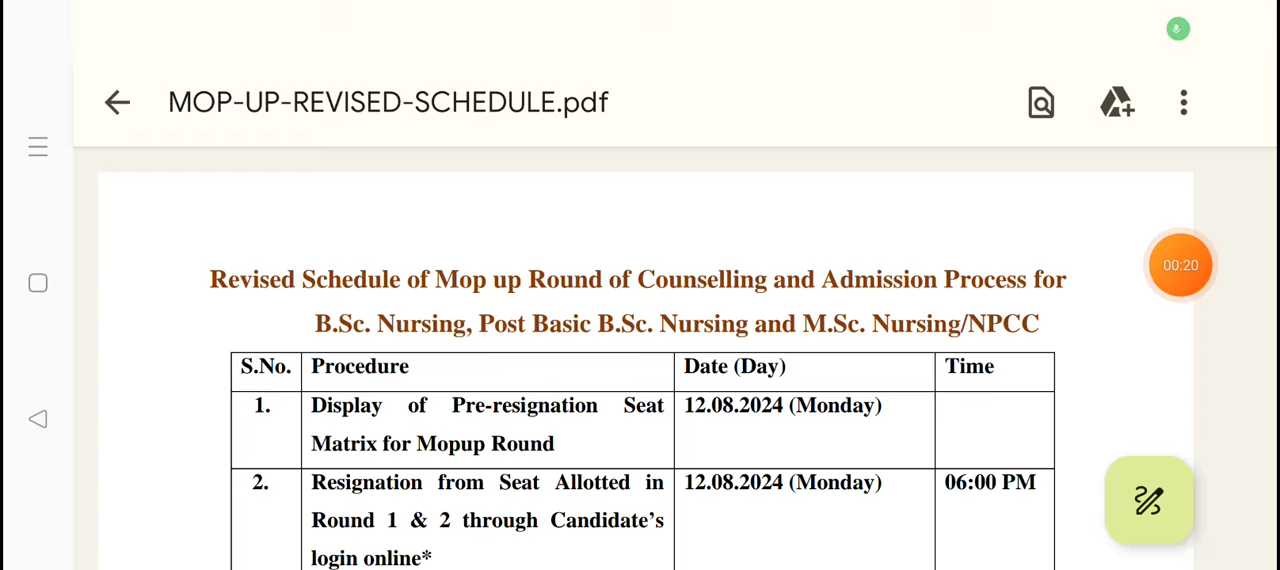 MOP-UP-REVISED-SCHEDULE.pdf
00:20
Revised Schedule of Mop up Round of Counselling and Admission Process for
B.Sc. Nursing, Post Basic B.Sc. Nursing and M.Sc. Nursing/NPCC
S.No. Procedure Date (Day) Time
1. Display of Pre-resignation Seat 12.08.2024 (Monday)
Matrix for Mopup Round
2. Resignation from Seat Allotted in 12.08.2024 (Monday) 06:00 PM
Round 1 & 2 through Candidate’s
login online*